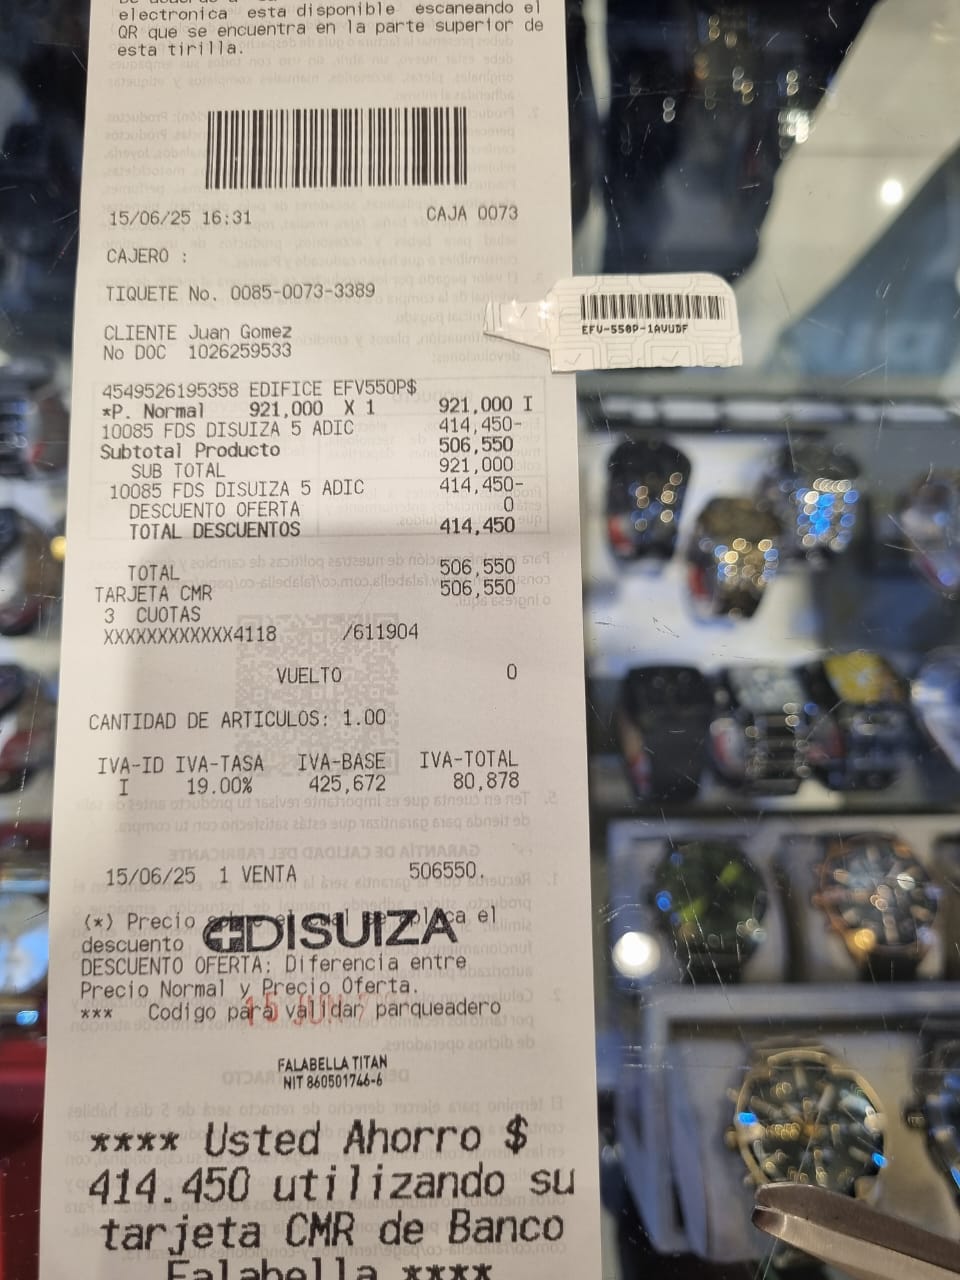 electronica esta disponible escaneando el
QR que se encuentra en la parte superior de
esta tirilla.
15/06/25 16:31 CAJA 0073
CAJERO :
TIQUETE No. 0085-0073-3389
CLIENTE Juan Gomez
No DOC 1026259533
EFV-550P-1AVUDF
4549526195358 EDIFICE EFV550P$
*P. Normal 921,000 X 1 921,000 I
10085 FDS DISUIZA 5 ADIC 414,450-
Subtotal Producto 506,550
SUB TOTAL 921,000
10085 FDS DISUIZA 5 ADIC 414,450-
DESCUENTO OFERTA 0
TOTAL DESCUENTOS 414,450
TOTAL 506,550
TARJETA CMR 506,550
3 CUOTAS
XXXXXXXXXXXX4118 /611904
VUELTO 0
CANTIDAD DE ARTICULOS: 1.00
IVA-ID IVA-TASA IVA-BASE IVA-TOTAL
I 19.00% 425,672 80,878
15/06/25 1 VENTA 506550.
(*) Precio el
descuento
DISUIZA
DESCUENTO OFERTA: Diferencia entre
Precio Normal y Precio Oferta.
*** Codigo para validar parqueadero
15 JUN
FALABELLA TITAN
NIT 860501746-6
**** Usted Ahorro $
414.450 utilizando su
tarjeta CMR de Banco
Falabella ****